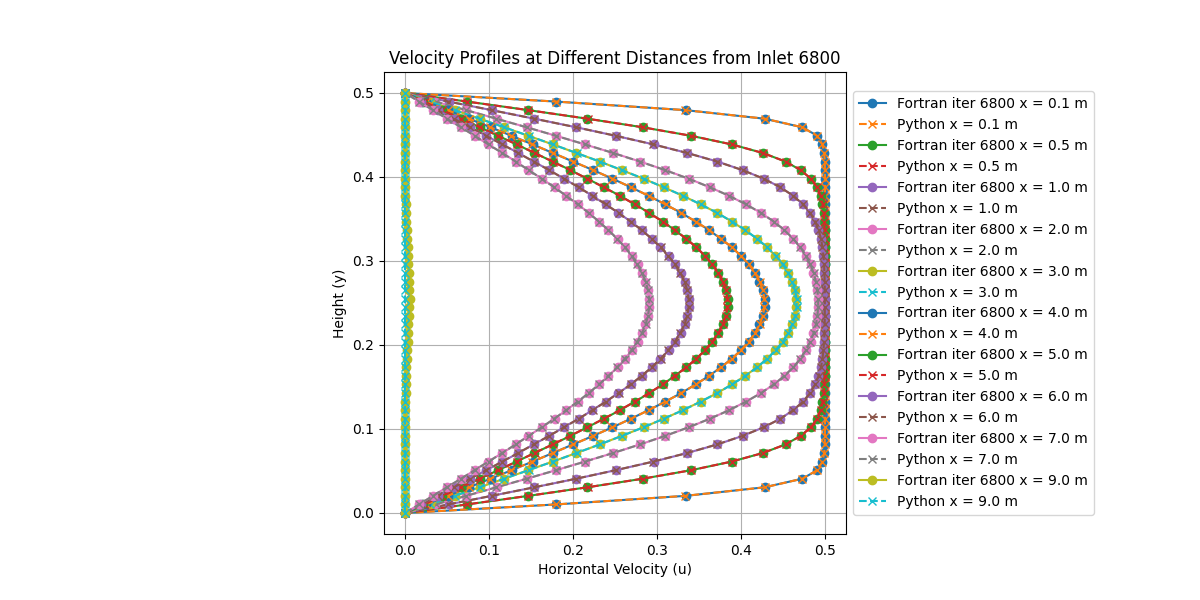 Velocity Profiles at Different Distances from Inlet 6800
Height (y)
0.5
0.4
0.3
0.2
0.1
0.0
0.0 0.1 0.2 0.3 0.4 0.5
Horizontal Velocity (u)
Fortran iter 6800 x = 0.1 m
Python x = 0.1 m
Fortran iter 6800 x = 0.5 m
Python x = 0.5 m
Fortran iter 6800 x = 1.0 m
Python x = 1.0 m
Fortran iter 6800 x = 2.0 m
Python x = 2.0 m
Fortran iter 6800 x = 3.0 m
Python x = 3.0 m
Fortran iter 6800 x = 4.0 m
Python x = 4.0 m
Fortran iter 6800 x = 5.0 m
Python x = 5.0 m
Fortran iter 6800 x = 6.0 m
Python x = 6.0 m
Fortran iter 6800 x = 7.0 m
Python x = 7.0 m
Fortran iter 6800 x = 9.0 m
Python x = 9.0 m